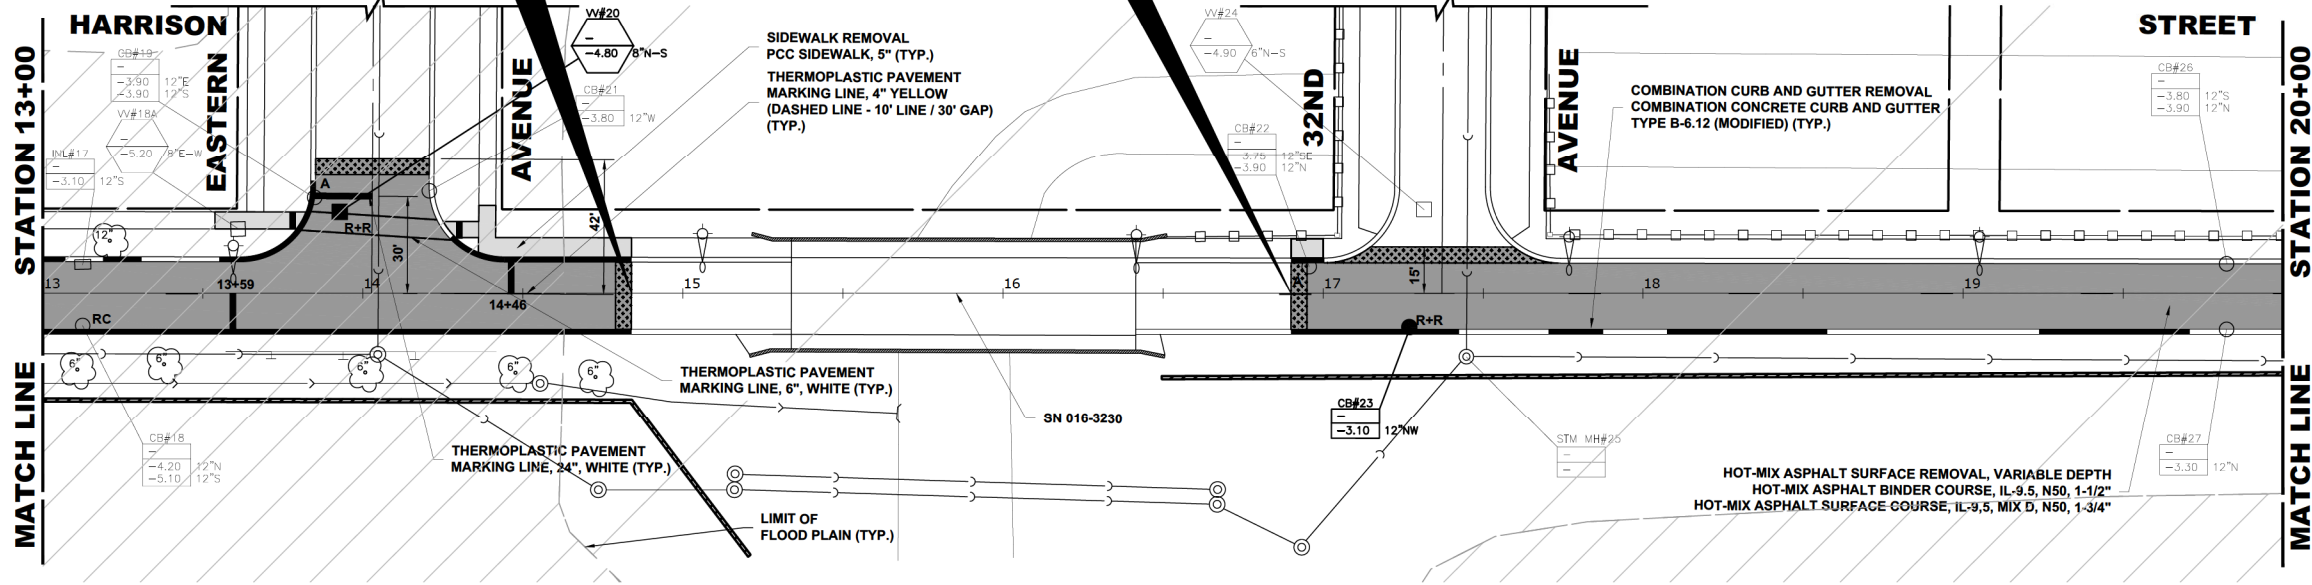 HARRISON
STREET
STATION 13+00
MATCH LINE
STATION 20+00
MATCH LINE
EASTERN
AVENUE
32ND
AVENUE
CB#19
–
–3.90 12"E
–3.90 12"S
VV#18A
–
–5.20 8"E–W
INL#17
–
–3.10 12"S
VV#20
–
–4.80 8"N–S
CB#21
–
–3.80 12"W
SIDEWALK REMOVAL
PCC SIDEWALK, 5" (TYP.)
THERMOPLASTIC PAVEMENT
MARKING LINE, 4" YELLOW
(DASHED LINE - 10' LINE / 30' GAP)
(TYP.)
VV#24
–
–4.90 6"N–S
CB#22
–
–3.75 12"SE
–3.90 12"N
COMBINATION CURB AND GUTTER REMOVAL
COMBINATION CONCRETE CURB AND GUTTER
TYPE B-6.12 (MODIFIED) (TYP.)
CB#26
–
–3.80 12"S
–3.90 12"N
A
R+R
30'
42'
15'
12"
13
13+59
14
14+46
15
16
A
17
18
19
RC
R+R
6"
6"
6"
6"
6"
THERMOPLASTIC PAVEMENT
MARKING LINE, 6", WHITE (TYP.)
SN 016-3230
CB#23
–
–3.10 12"NW
CB#18
–
–4.20 12"N
–5.10 12"S
THERMOPLASTIC PAVEMENT
MARKING LINE, 24", WHITE (TYP.)
STM MH#25
–
–
CB#27
–
–3.30 12"N
HOT-MIX ASPHALT SURFACE REMOVAL, VARIABLE DEPTH
HOT-MIX ASPHALT BINDER COURSE, IL-9.5, N50, 1-1/2"
HOT-MIX ASPHALT SURFACE COURSE, IL-9,5, MIX D, N50, 1-3/4"
LIMIT OF
FLOOD PLAIN (TYP.)